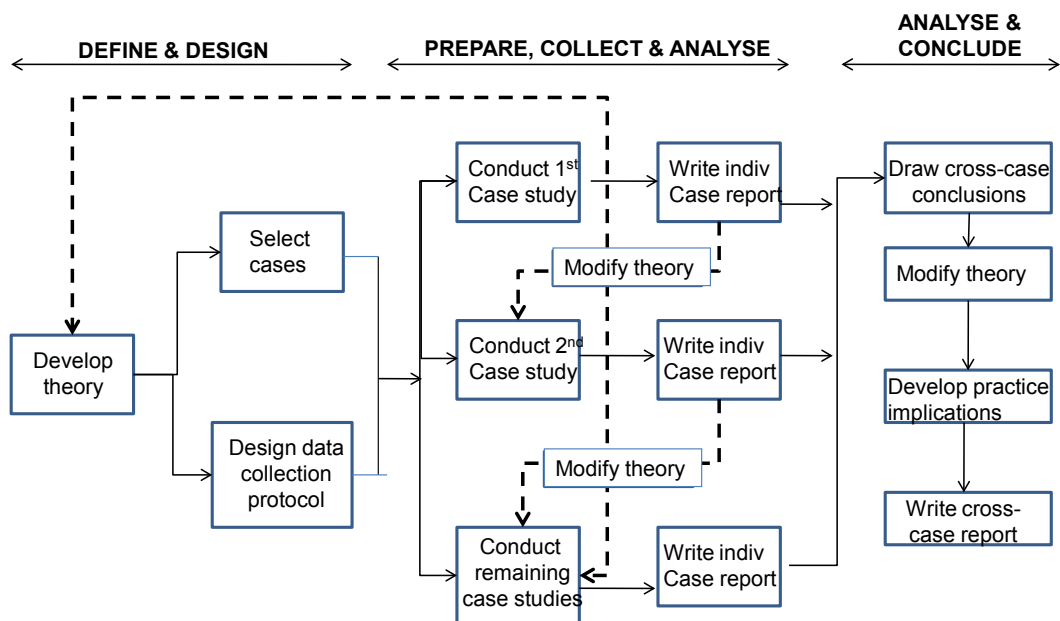 DEFINE & DESIGN
PREPARE, COLLECT & ANALYSE
ANALYSE &
CONCLUDE
Develop
theory
Select
cases
Design data
collection
protocol
Conduct 1st
Case study
Write indiv
Case report
Modify theory
Conduct 2nd
Case study
Write indiv
Case report
Modify theory
Conduct
remaining
case studies
Write indiv
Case report
Draw cross-case
conclusions
Modify theory
Develop practice
implications
Write cross-
case report